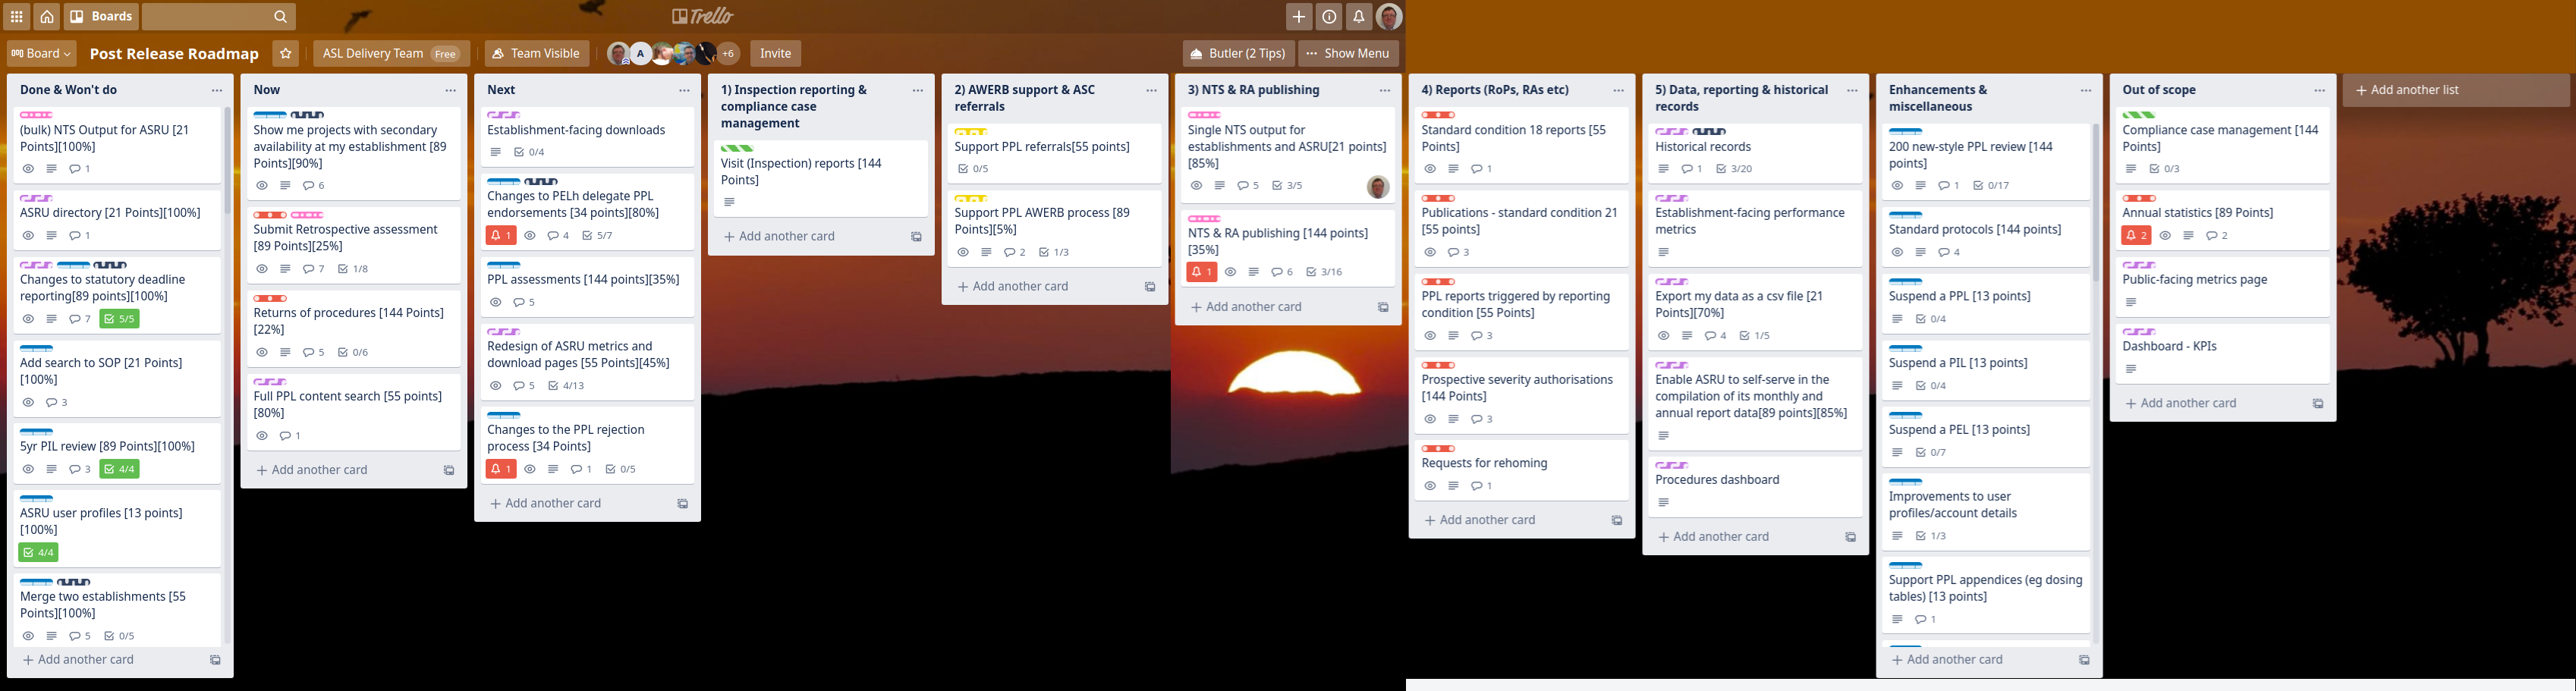 Boards
Trello
Board
Post Release Roadmap
ASL Delivery Team Free
Team Visible
A
+6
Invite
Butler (2 Tips)
Show Menu
Done & Won't do
(bulk) NTS Output for ASRU [21
Points][100%]
1
ASRU directory [21 Points][100%]
1
Changes to statutory deadline
reporting[89 points][100%]
7 5/5
Add search to SOP [21 Points]
[100%]
3
5yr PIL review [89 Points][100%]
3 4/4
ASRU user profiles [13 points]
[100%]
4/4
Merge two establishments [55
Points][100%]
5 0/5
Add another card
Now
Show me projects with secondary
availability at my establishment [89
Points][90%]
6
Submit Retrospective assessment
[89 Points][25%]
7 1/8
Returns of procedures [144 Points]
[22%]
5 0/6
Full PPL content search [55 points]
[80%]
1
Add another card
Next
Establishment-facing downloads
0/4
Changes to PELh delegate PPL
endorsements [34 points][80%]
1 4 5/7
PPL assessments [144 points][35%]
5
Redesign of ASRU metrics and
download pages [55 Points][45%]
5 4/13
Changes to the PPL rejection
process [34 Points]
1 1 0/5
Add another card
1) Inspection reporting &
compliance case
management
Visit (Inspection) reports [144
Points]
Add another card
2) AWERB support & ASC
referrals
Support PPL referrals[55 points]
0/5
Support PPL AWERB process [89
Points][5%]
2 1/3
Add another card
3) NTS & RA publishing
Single NTS output for
establishments and ASRU[21 points]
[85%]
5 3/5
NTS & RA publishing [144 points]
[35%]
1 6 3/16
Add another card
4) Reports (RoPs, RAs etc)
Standard condition 18 reports [55
Points]
1
Publications - standard condition 21
[55 points]
3
PPL reports triggered by reporting
condition [55 Points]
3
Prospective severity authorisations
[144 Points]
3
Requests for rehoming
1
Add another card
5) Data, reporting & historical
records
Historical records
1 3/20
Establishment-facing performance
metrics
Export my data as a csv file [21
Points][70%]
4 1/5
Enable ASRU to self-serve in the
compilation of its monthly and
annual report data[89 points][85%]
Procedures dashboard
Add another card
Enhancements &
miscellaneous
200 new-style PPL review [144
points]
1 0/17
Standard protocols [144 points]
4
Suspend a PPL [13 points]
0/4
Suspend a PIL [13 points]
0/4
Suspend a PEL [13 points]
0/7
Improvements to user
profiles/account details
1/3
Support PPL appendices (eg dosing
tables) [13 points]
1
Add another card
Out of scope
Compliance case management [144
Points]
0/3
Annual statistics [89 Points]
2 2
Public-facing metrics page
Dashboard - KPIs
Add another card
Add another list